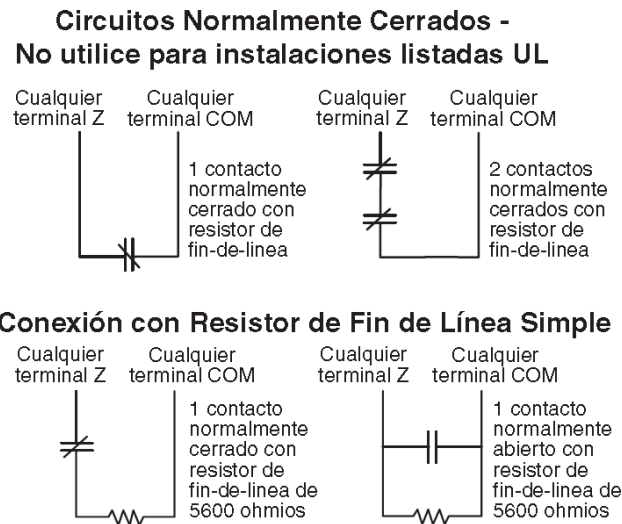 Circuitos Normalmente Cerrados -
No utilice para instalaciones listadas UL
Cualquier
terminal Z
Cualquier
terminal COM
1 contacto
normalmente
cerrado con
resistor de
fin-de-linea
Cualquier
terminal Z
Cualquier
terminal COM
2 contactos
normalmente
cerrados con
resistor de
fin-de-linea
Conexión con Resistor de Fin de Línea Simple
Cualquier
terminal Z
Cualquier
terminal COM
1 contacto
normalmente
cerrado con
resistor de
fin-de-linea de
5600 ohmios
Cualquier
terminal Z
Cualquier
terminal COM
1 contacto
normalmente
abierto con
resistor de
fin-de-linea de
5600 ohmios